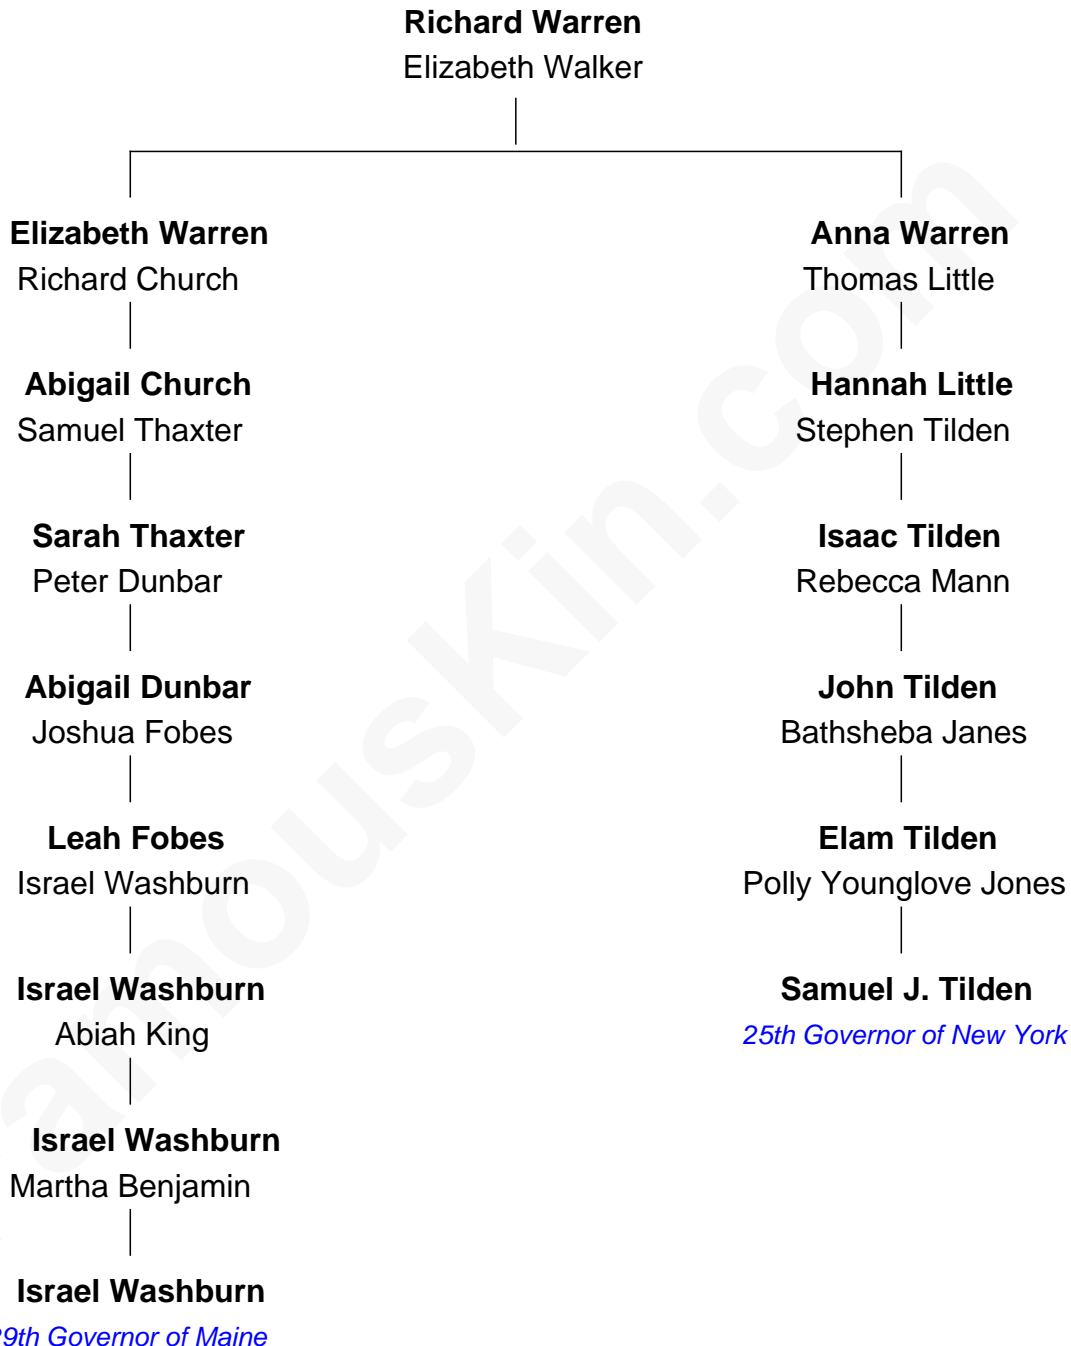 Richard Warren
Elizabeth Walker
Elizabeth Warren
Richard Church
Abigail Church
Samuel Thaxter
Sarah Thaxter
Peter Dunbar
Abigail Dunbar
Joshua Fobes
Leah Fobes
Israel Washburn
Israel Washburn
Abiah King
Israel Washburn
Martha Benjamin
Israel Washburn
9th Governor of Maine
Anna Warren
Thomas Little
Hannah Little
Stephen Tilden
Isaac Tilden
Rebecca Mann
John Tilden
Bathsheba Janes
Elam Tilden
Polly Younglove Jones
Samuel J. Tilden
25th Governor of New York
amouskin.com